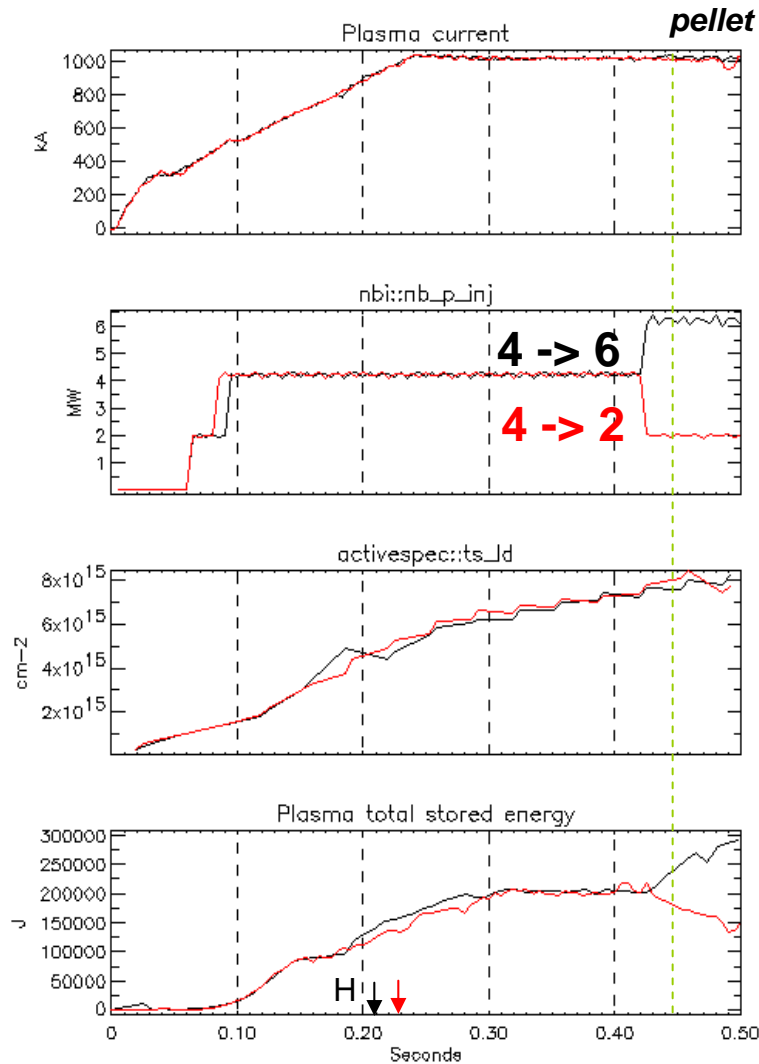 pellet
Plasma current
1000
800
600
400
200
0
kA
nbi::nb_p_inj
6
5
4
3
2
1
MW
4 -> 6
4 -> 2
activespec::ts_ld
8x10^15
6x10^15
4x10^15
2x10^15
cm-2
Plasma total stored energy
300000
250000
200000
150000
100000
50000
0
J
H
0 0.10 0.20 0.30 0.40 0.50
Seconds